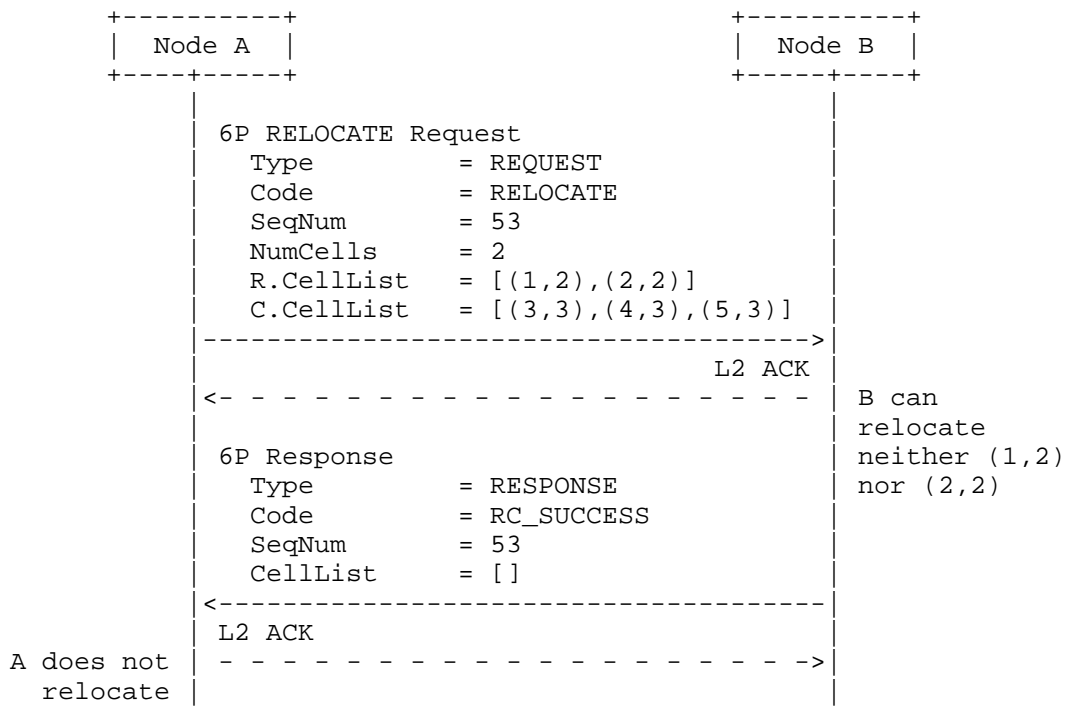 +----------+                           +----------+
|  Node A  |                           |  Node B  |
+----+-----+                           +-----+----+
     |                                       |
     | 6P RELOCATE Request                   |
     |   Type         = REQUEST              |
     |   Code         = RELOCATE             |
     |   SeqNum       = 53                   |
     |   NumCells     = 2                    |
     |   R.CellList   = [(1,2),(2,2)]        |
     |   C.CellList   = [(3,3),(4,3),(5,3)]  |
     |-------------------------------------->|
     |                                L2 ACK |
     |<- - - - - - - - - - - - - - - - - - - | B can
     |                                       | relocate
     | 6P Response                           | neither (1,2)
     |   Type         = RESPONSE             | nor (2,2)
     |   Code         = RC_SUCCESS           |
     |   SeqNum       = 53                   |
     |   CellList     = []                   |
     |<--------------------------------------|
     | L2 ACK                                |
A does not | - - - - - - - - - - - - - - - - - - ->|
relocate |                                       |